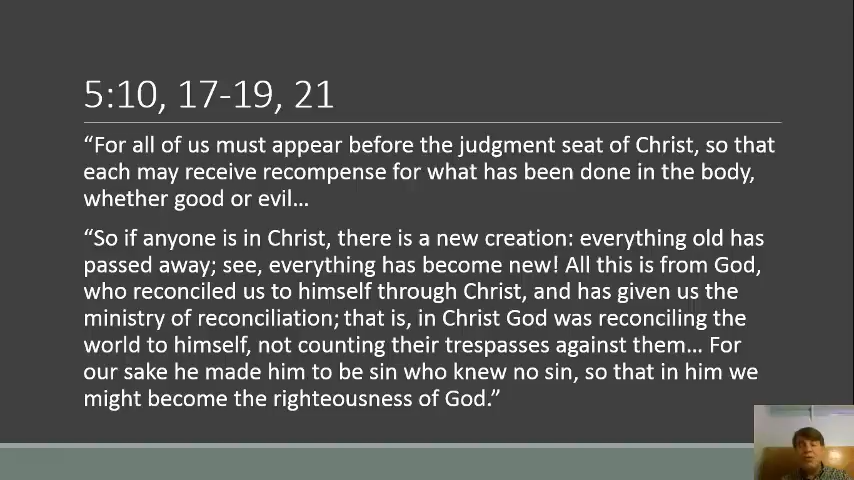 5:10, 17-19, 21
“For all of us must appear before the judgment seat of Christ, so that
each may receive recompense for what has been done in the body,
whether good or evil…
“So if anyone is in Christ, there is a new creation: everything old has
passed away; see, everything has become new! All this is from God,
who reconciled us to himself through Christ, and has given us the
ministry of reconciliation; that is, in Christ God was reconciling the
world to himself, not counting their trespasses against them… For
our sake he made him to be sin who knew no sin, so that in him we
might become the righteousness of God.”